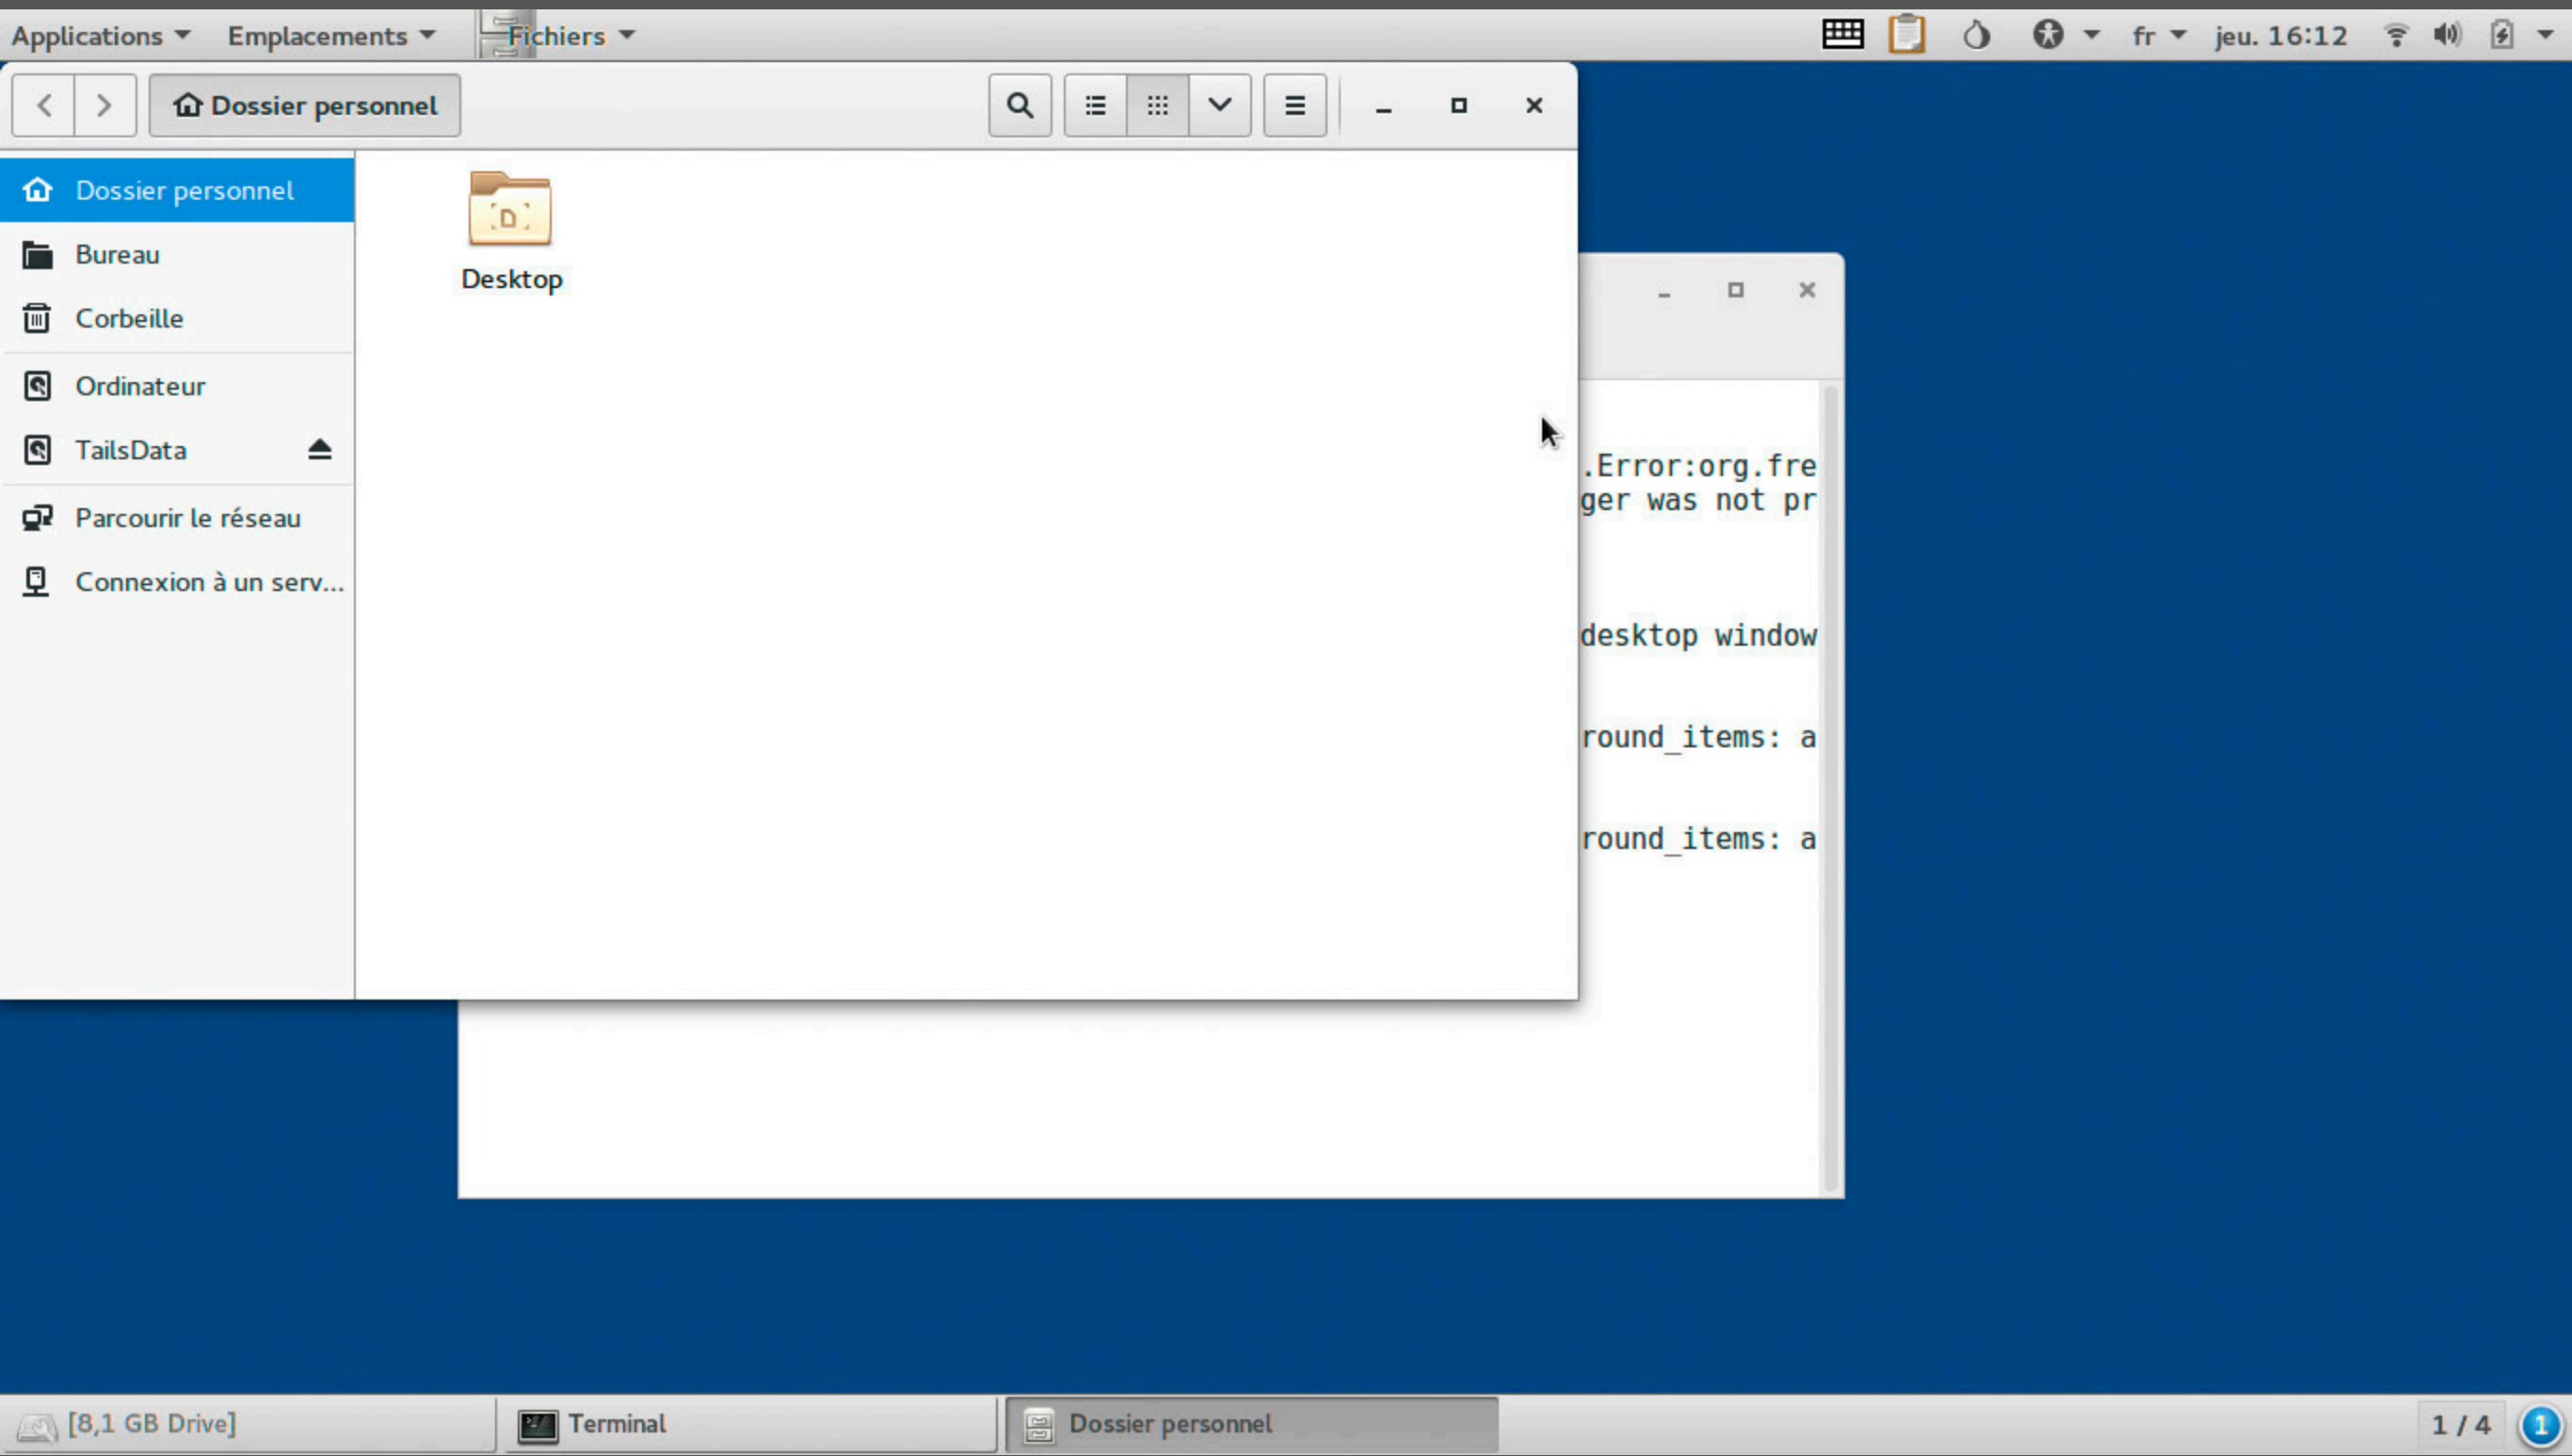 Applications Emplacements Fichiers fr jeu. 16:12
Dossier personnel
Dossier personnel
Bureau
Corbeille
Ordinateur
TailsData
Parcourir le réseau
Connexion à un serv...
Desktop
.Error:org.fre
ger was not pr
desktop window
round_items: a
round_items: a
[8,1 GB Drive] Terminal Dossier personnel 1 / 4 1